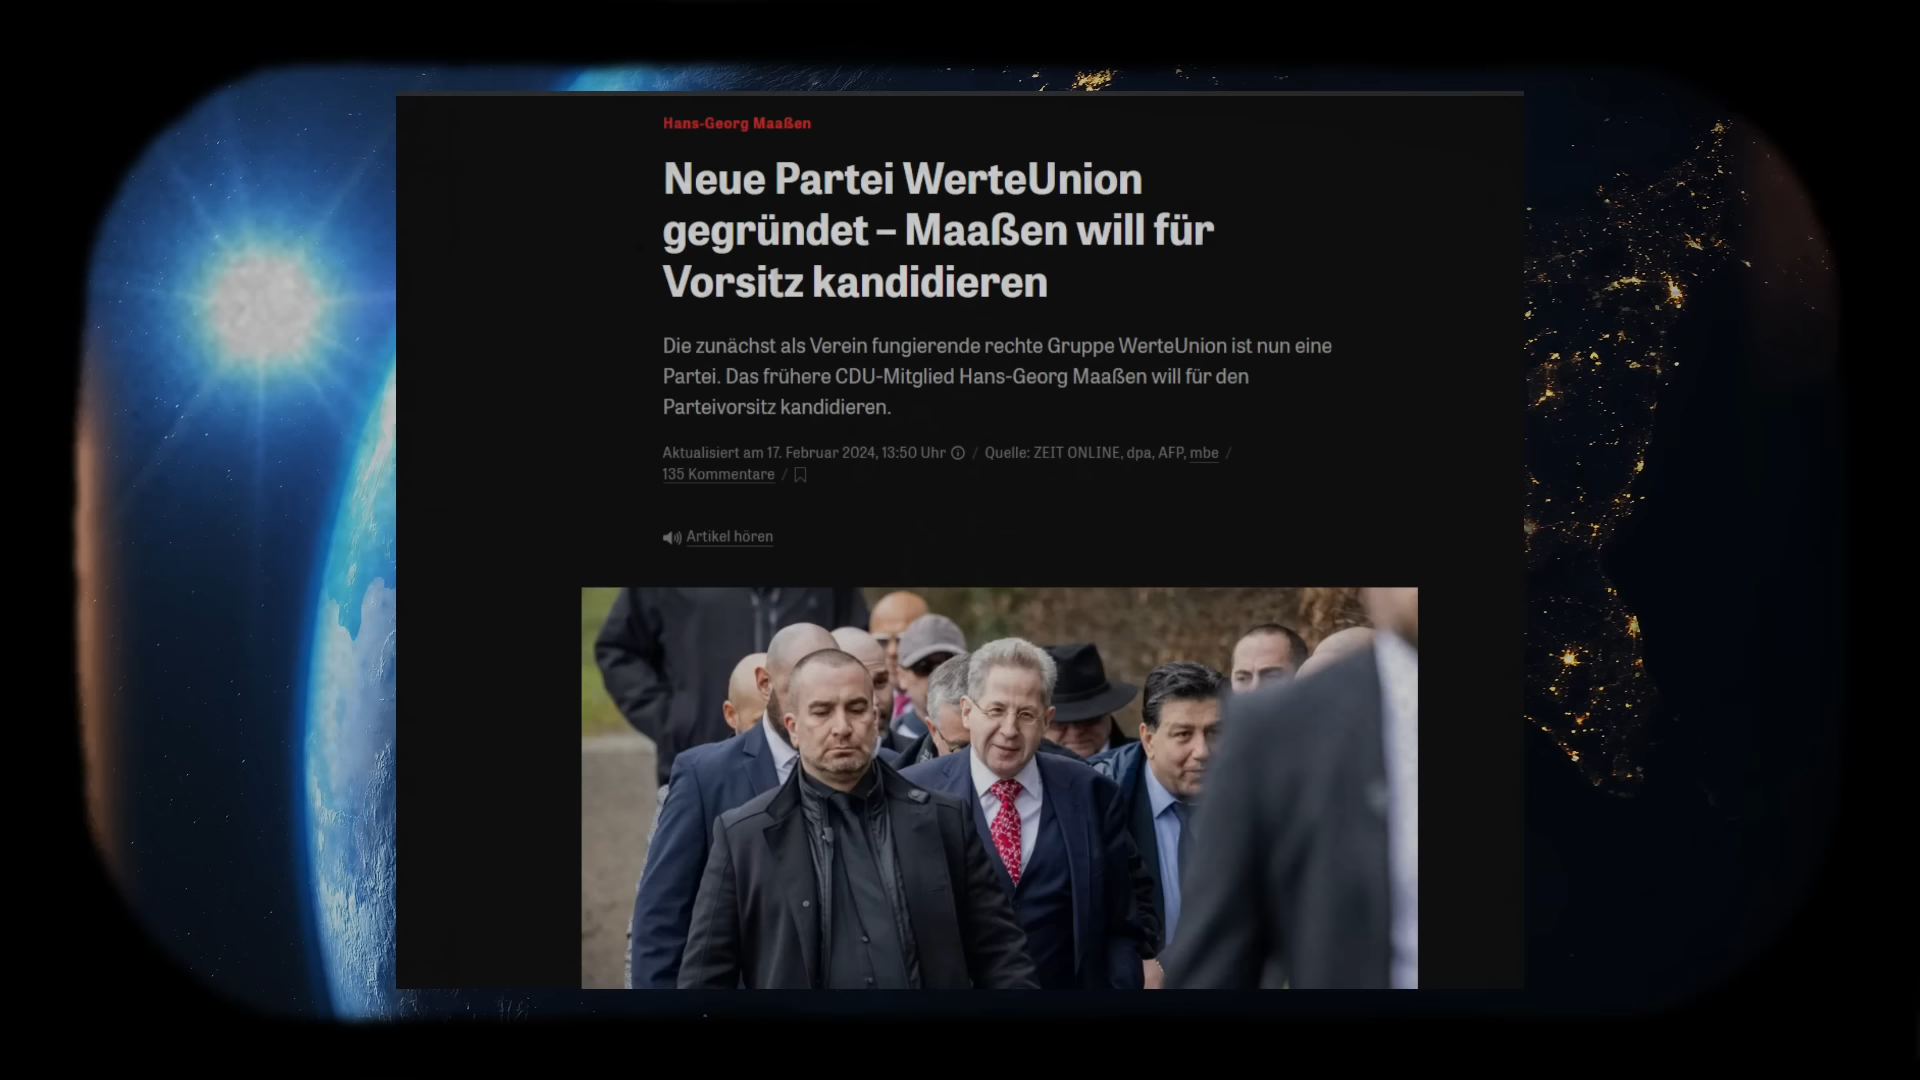 Hans-Georg Maaßen
Neue Partei WerteUnion
gegründet – Maaßen will für
Vorsitz kandidieren
Die zunächst als Verein fungierende rechte Gruppe WerteUnion ist nun eine
Partei. Das frühere CDU-Mitglied Hans-Georg Maaßen will für den
Parteivorsitz kandidieren.
Aktualisiert am 17. Februar 2024, 13:50 Uhr / Quelle: ZEIT ONLINE, dpa, AFP, mbe /
135 Kommentare /
Artikel hören